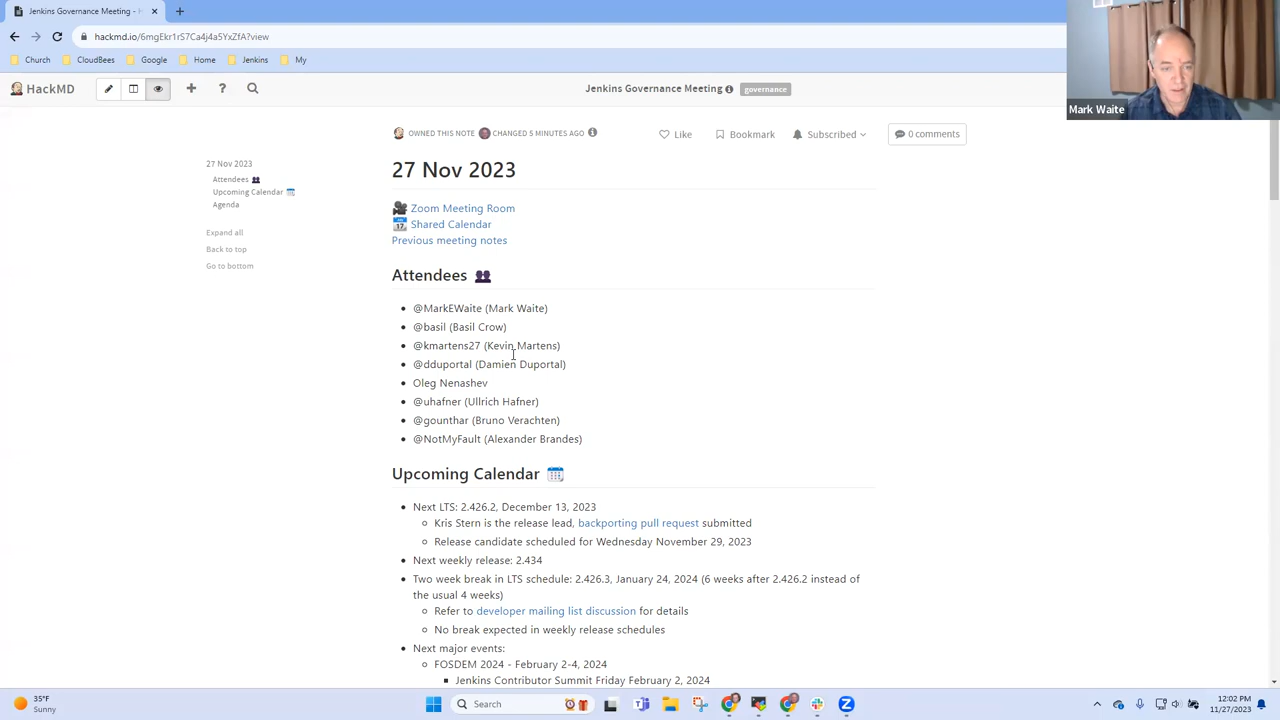 Jenkins Governance Meeting - H
hackmd.io/6mgEkr1rS7Ca4j4a5YxZfA?view
Church
CloudBees
Google
Home
Jenkins
My
HackMD
Jenkins Governance Meeting
governance
Mark Waite
OWNED THIS NOTE
CHANGED 5 MINUTES AGO
Like
Bookmark
Subscribed
0 comments
27 Nov 2023
Attendees
Upcoming Calendar
Agenda
Expand all
Back to top
Go to bottom
27 Nov 2023
Zoom Meeting Room
Shared Calendar
Previous meeting notes
Attendees
@MarkEWaite (Mark Waite)
@basil (Basil Crow)
@kmartens27 (Kevin Martens)
@dduportal (Damien Duportal)
Oleg Nenashev
@uhafner (Ullrich Hafner)
@gounthar (Bruno Verachten)
@NotMyFault (Alexander Brandes)
Upcoming Calendar
Next LTS: 2.426.2, December 13, 2023
Kris Stern is the release lead, backporting pull request submitted
Release candidate scheduled for Wednesday November 29, 2023
Next weekly release: 2.434
Two week break in LTS schedule: 2.426.3, January 24, 2024 (6 weeks after 2.426.2 instead of
the usual 4 weeks)
Refer to developer mailing list discussion for details
No break expected in weekly release schedules
Next major events:
FOSDEM 2024 - February 2-4, 2024
Jenkins Contributor Summit Friday February 2, 2024
35°F
Sunny
Search
12:02 PM
11/27/2023